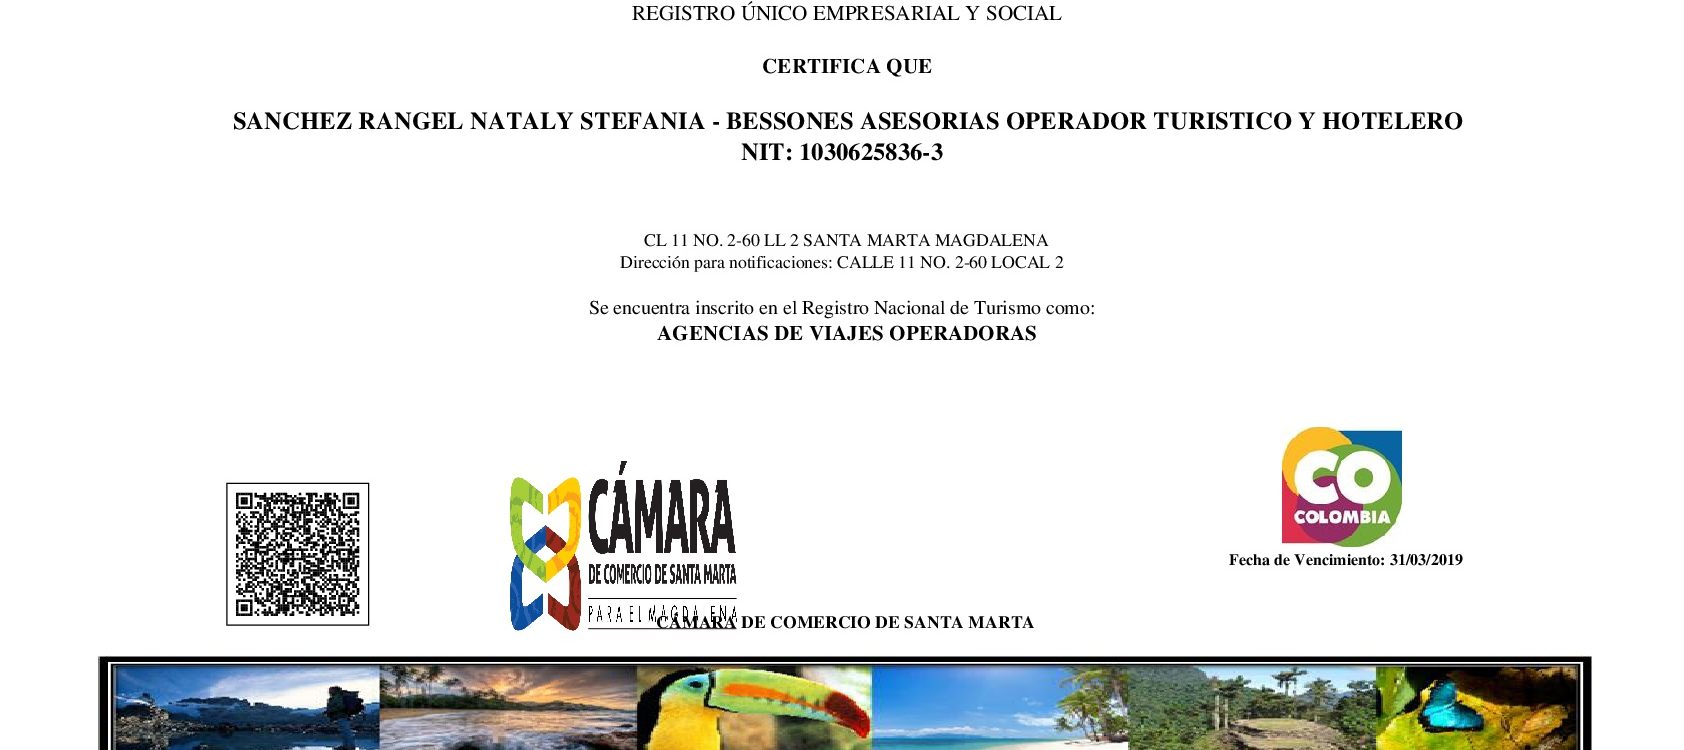 REGISTRO ÚNICO EMPRESARIAL Y SOCIAL
CERTIFICA QUE
SANCHEZ RANGEL NATALY STEFANIA - BESSONES ASESORIAS OPERADOR TURISTICO Y HOTELERO
NIT: 1030625836-3
CL 11 NO. 2-60 LL 2 SANTA MARTA MAGDALENA
Dirección para notificaciones: CALLE 11 NO. 2-60 LOCAL 2
Se encuentra inscrito en el Registro Nacional de Turismo como:
AGENCIAS DE VIAJES OPERADORAS
CÁMARA
DE COMERCIO DE SANTA MARTA
PARA EL MAGDALENA
CO
COLOMBIA
Fecha de Vencimiento: 31/03/2019
CÁMARA DE COMERCIO DE SANTA MARTA